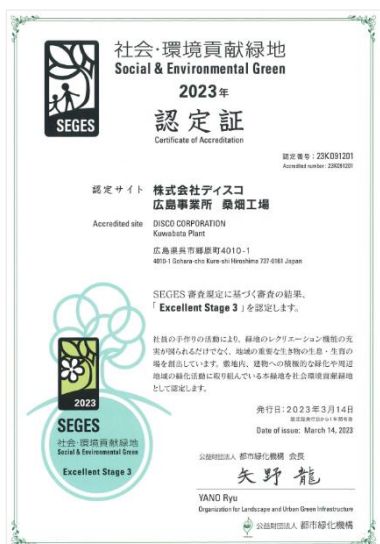 社会・環境貢献緑地
Social & Environmental Green
2023年
SEGES
認定証
Certificate of Accreditation
認定番号：23K091201
Accredited number : 23K091201
認定サイト 株式会社ディスコ
広島事業所 桑畑工場
Accredited site DISCO CORPORATION
Kuwabata Plant
広島県呉市郷原町4010-1
4010-1 Gohara-cho Kure-shi Hiroshima 737-0161 Japan
SEGES 審査規定に基づく審査の結果、
「Excellent Stage 3」を認定します。
社員の手作りの活動により、緑地のレクリエーション機能の充
実が図られるだけでなく、地域の重要な生き物の生息・生育の
場を創出しています。敷地内、建物への積極的な緑化や周辺
地域の緑化活動に取り組んでいる本緑地を社会環境貢献緑地
として認定します。
2023
SEGES
社会・環境貢献緑地
Social & Environmental Green
Excellent Stage 3
発行日：2023年3月14日
Date of issue: March 14, 2023
公益財団法人 都市緑化機構 会長
矢野 龍
YANO Ryu
Organization for Landscape and Urban Green Infrastructure
公益財団法人 都市緑化機構